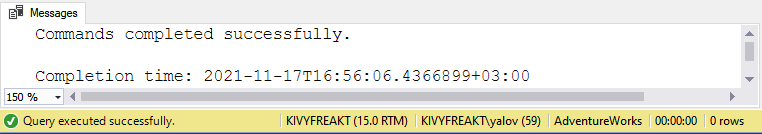 Messages
Commands completed successfully.
Completion time: 2021-11-17T16:56:06.4366899+03:00
150 %
Query executed successfully. KIVYFREAKT (15.0 RTM) KIVYFREAKT\yalov (59) AdventureWorks 00:00:00 0 rows